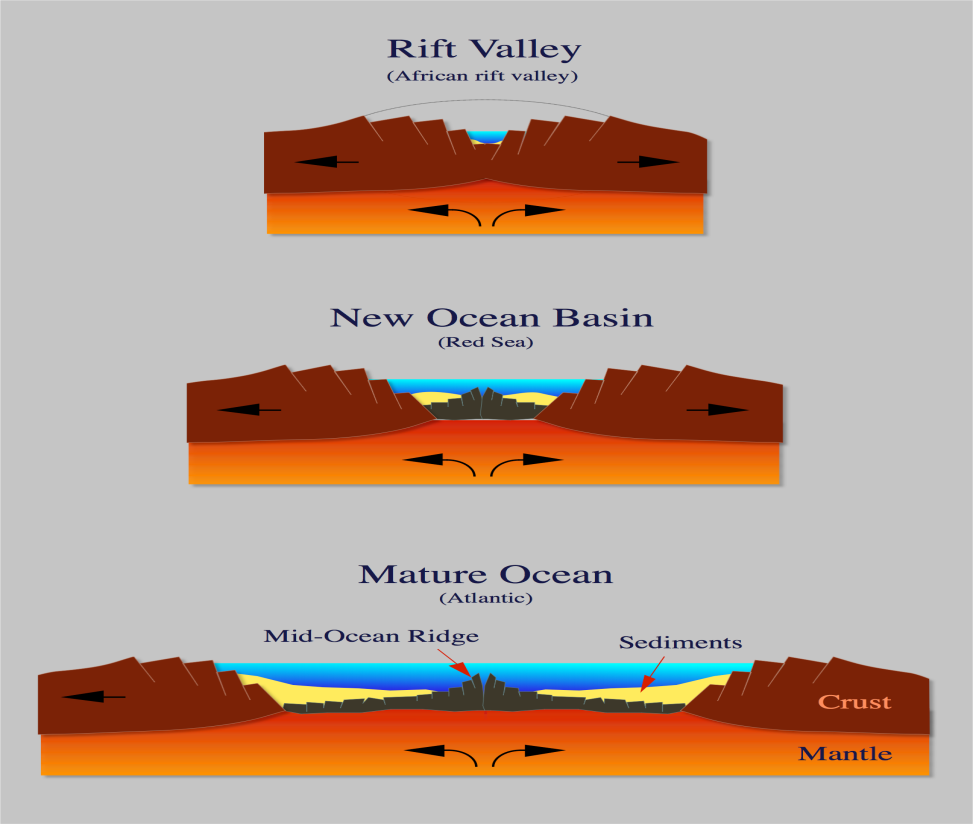 Rift Valley
(African rift valley)
New Ocean Basin
(Red Sea)
Mature Ocean
(Atlantic)
Mid-Ocean Ridge
Sediments
Crust
Mantle